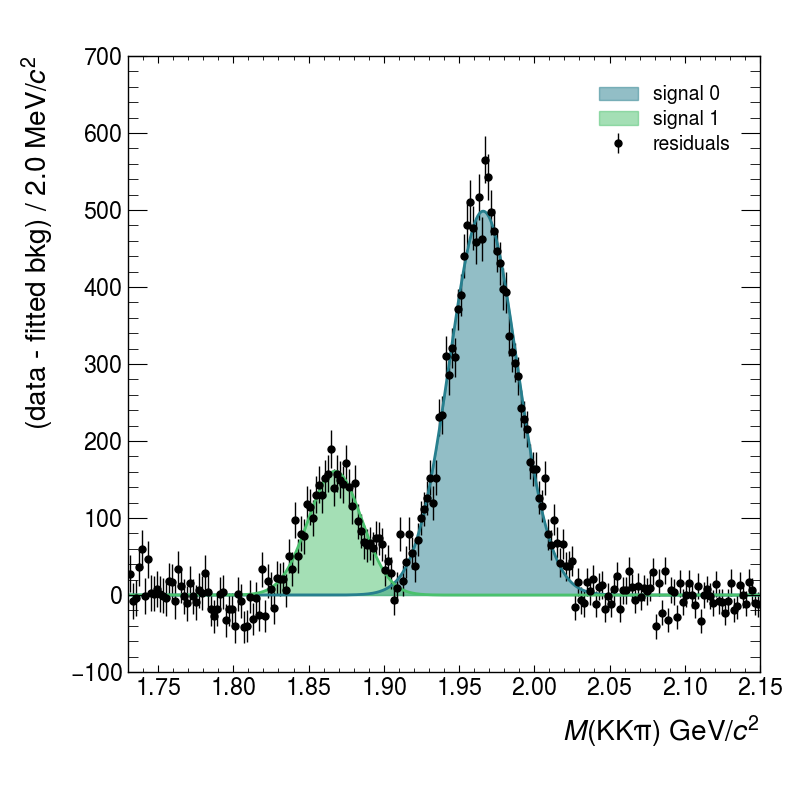 (data - fitted bkg) / 2.0 MeV/c²
700
600
500
400
300
200
100
0
−100
signal 0
signal 1
residuals
1.75 1.80 1.85 1.90 1.95 2.00 2.05 2.10 2.15
M(KKπ) GeV/c²